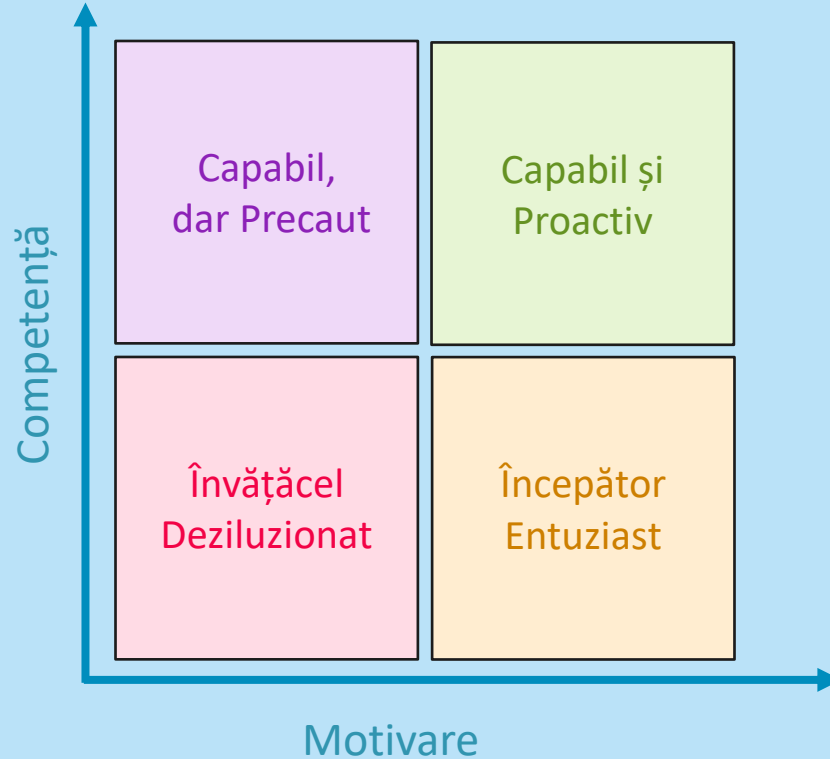 Competență
Capabil,
dar Precaut
Capabil și
Proactiv
Învățăcel
Deziluzionat
Începător
Entuziast
Motivare